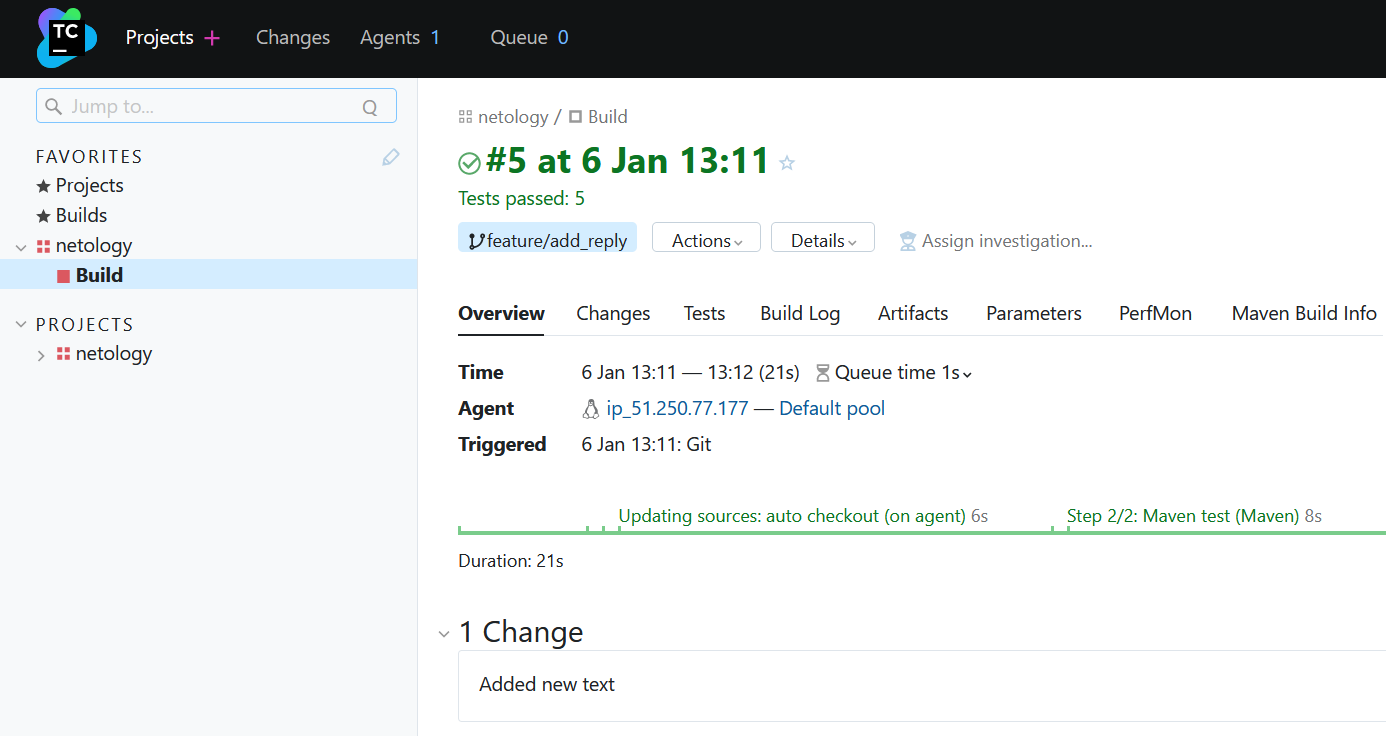 TC
Projects + Changes Agents 1 Queue 0
Jump to... Q
FAVORITES
Projects
Builds
netology
Build
PROJECTS
netology
netology / Build
#5 at 6 Jan 13:11
Tests passed: 5
feature/add_reply Actions Details Assign investigation...
Overview Changes Tests Build Log Artifacts Parameters PerfMon Maven Build Info
Time 6 Jan 13:11 — 13:12 (21s) Queue time 1s
Agent ip_51.250.77.177 — Default pool
Triggered 6 Jan 13:11: Git
Updating sources: auto checkout (on agent) 6s Step 2/2: Maven test (Maven) 8s
Duration: 21s
1 Change
Added new text